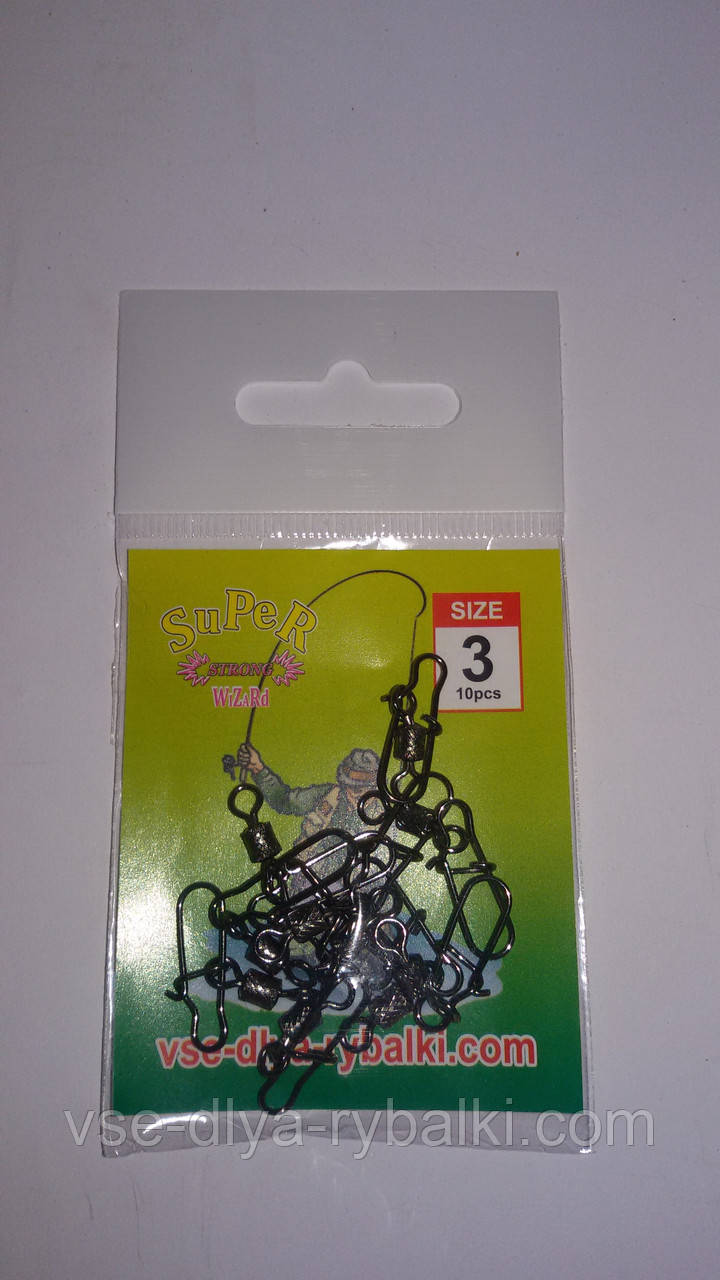 SuPeR
STRONG
WiZaRd
SIZE
3
10pcs
vse-dlya-rybalki.com
vse-dlya-rybalki.com